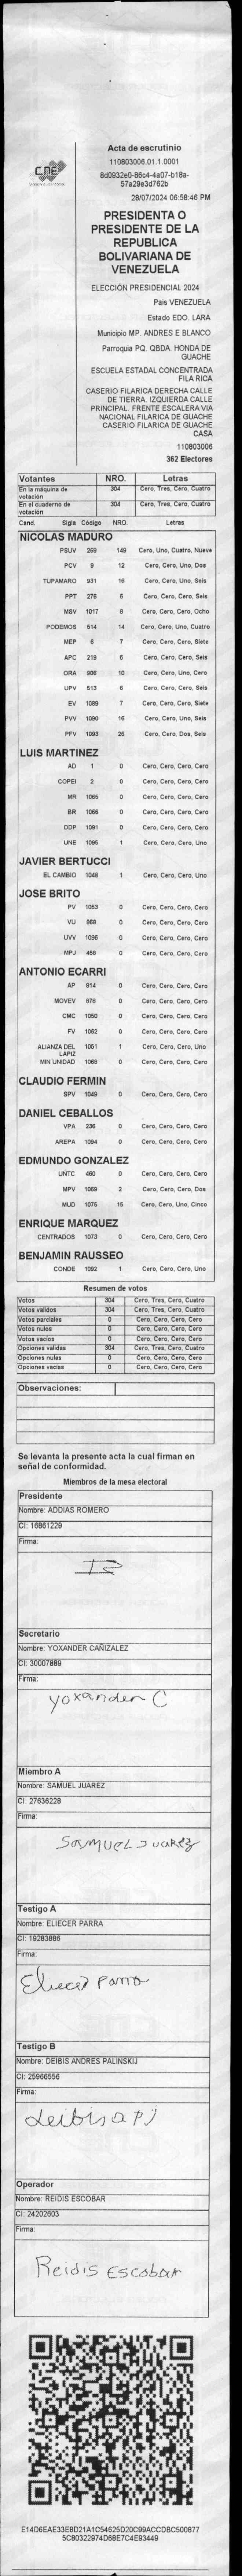 CNE
Acta de escrutinio
110803006.01.1.0001
8d0932e0-86c4-4a07-b18a-
57a29e3d762b
28/07/2024 06:58:46 PM
PRESIDENTA O
PRESIDENTE DE LA
REPUBLICA
BOLIVARIANA DE
VENEZUELA
ELECCIÓN PRESIDENCIAL 2024
País VENEZUELA
Estado EDO. LARA
Municipio MP. ANDRES E BLANCO
Parroquia PQ. QBDA. HONDA DE
GUACHE
ESCUELA ESTADAL CONCENTRADA
FILA RICA
CASERIO FILARICA DERECHA CALLE
DE TIERRA. IZQUIERDA CALLE
PRINCIPAL. FRENTE ESCALERA VIA
NACIONAL FILARICA DE GUACHE
CASERIO FILARICA DE GUACHE
CASA
110803006
362 Electores
Votantes NRO. Letras
En la máquina de votación 304 Cero, Tres, Cero, Cuatro
En el cuaderno de votación 304 Cero, Tres, Cero, Cuatro
Cand. Sigla Código NRO. Letras
NICOLAS MADURO
PSUV 269 149 Cero, Uno, Cuatro, Nueve
PCV 9 12 Cero, Cero, Uno, Dos
TUPAMARO 931 16 Cero, Cero, Uno, Seis
PPT 276 6 Cero, Cero, Cero, Seis
MSV 1017 8 Cero, Cero, Cero, Ocho
PODEMOS 614 14 Cero, Cero, Uno, Cuatro
MEP 6 7 Cero, Cero, Cero, Siete
APC 219 6 Cero, Cero, Cero, Seis
ORA 906 10 Cero, Cero, Uno, Cero
UPV 513 6 Cero, Cero, Cero, Seis
EV 1089 7 Cero, Cero, Cero, Siete
PVV 1090 16 Cero, Cero, Uno, Seis
PFV 1093 26 Cero, Cero, Dos, Seis
LUIS MARTINEZ
AD 1 0 Cero, Cero, Cero, Cero
COPEI 2 0 Cero, Cero, Cero, Cero
MR 1065 0 Cero, Cero, Cero, Cero
BR 1066 0 Cero, Cero, Cero, Cero
DDP 1091 0 Cero, Cero, Cero, Cero
UNE 1095 1 Cero, Cero, Cero, Uno
JAVIER BERTUCCI
EL CAMBIO 1048 1 Cero, Cero, Cero, Uno
JOSE BRITO
PV 1053 0 Cero, Cero, Cero, Cero
VU 868 0 Cero, Cero, Cero, Cero
UVV 1096 0 Cero, Cero, Cero, Cero
MPJ 458 0 Cero, Cero, Cero, Cero
ANTONIO ECARRI
AP 914 0 Cero, Cero, Cero, Cero
MOVEV 978 0 Cero, Cero, Cero, Cero
CMC 1050 0 Cero, Cero, Cero, Cero
FV 1062 0 Cero, Cero, Cero, Cero
ALIANZA DEL LAPIZ 1051 1 Cero, Cero, Cero, Uno
MIN UNIDAD 1069 0 Cero, Cero, Cero, Cero
CLAUDIO FERMIN
SPV 1049 0 Cero, Cero, Cero, Cero
DANIEL CEBALLOS
VPA 236 0 Cero, Cero, Cero, Cero
AREPA 1094 0 Cero, Cero, Cero, Cero
EDMUNDO GONZALEZ
UNTC 460 0 Cero, Cero, Cero, Cero
MPV 1069 2 Cero, Cero, Cero, Dos
MUD 1075 15 Cero, Cero, Uno, Cinco
ENRIQUE MARQUEZ
CENTRADOS 1073 0 Cero, Cero, Cero, Cero
BENJAMIN RAUSSEO
CONDE 1092 1 Cero, Cero, Cero, Uno
Resumen de votos
Votos 304 Cero, Tres, Cero, Cuatro
Votos validos 304 Cero, Tres, Cero, Cuatro
Votos parciales 0 Cero, Cero, Cero, Cero
Votos nulos 0 Cero, Cero, Cero, Cero
Votos vacios 0 Cero, Cero, Cero, Cero
Opciones validas 304 Cero, Tres, Cero, Cuatro
Opciones nulas 0 Cero, Cero, Cero, Cero
Opciones vacias 0 Cero, Cero, Cero, Cero
Observaciones:
Se levanta la presente acta la cual firman en
señal de conformidad.
Miembros de la mesa electoral
Presidente
Nombre: ADDIAS ROMERO
CI: 16861229
Firma:
Secretario
Nombre: YOXANDER CAÑIZALEZ
CI: 30007889
Firma:
yoxander C
Miembro A
Nombre: SAMUEL JUAREZ
CI: 27636228
Firma:
SAMUEL JUAREZ
Testigo A
Nombre: ELIECER PARRA
CI: 19283886
Firma:
Eliecer Parra
Testigo B
Nombre: DEIBIS ANDRES PALINSKIJ
CI: 25966556
Firma:
deibis a pj
Operador
Nombre: REIDIS ESCOBAR
CI: 24202603
Firma:
Reidis Escobar
E14D6EAE33EBD21A1C54625D20C99ACCDBC500877
5C80322974D68E7C4E93449